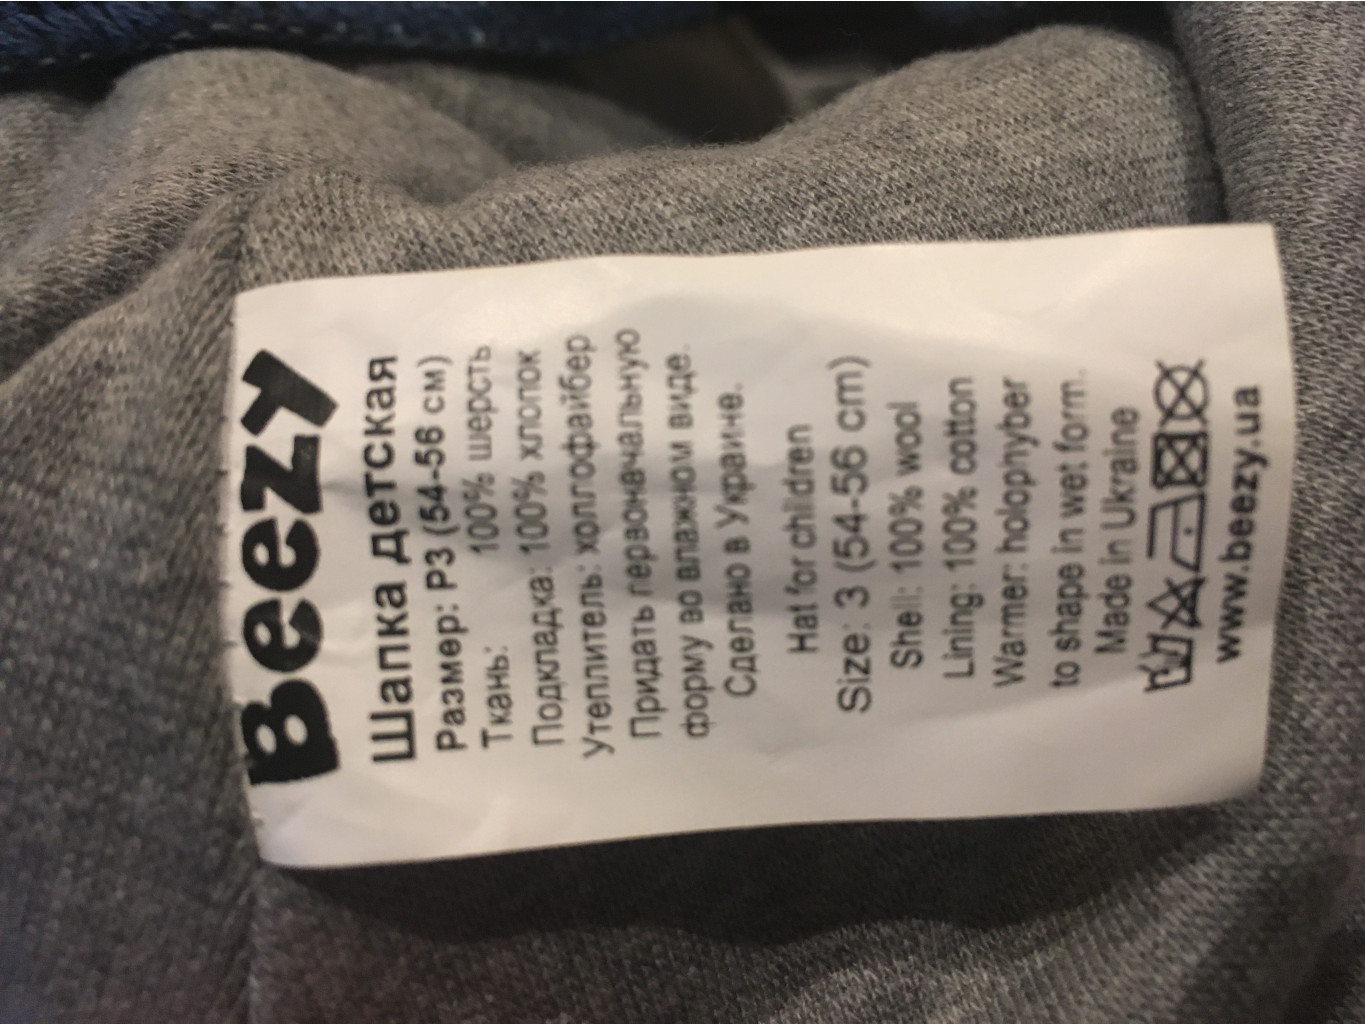 Beezy
Шапка детская
Размер: Р3 (54-56 см)
Ткань: 100% шерсть
Подкладка: 100% хлопок
Утеплитель: холлофайбер
Придать первоначальную
форму во влажном виде.
Сделано в Украине.
Hat for children
Size: 3 (54-56 cm)
Shell: 100% wool
Lining: 100% cotton
Warmer: holophyber
to shape in wet form.
Made in Ukraine
www.beezy.ua